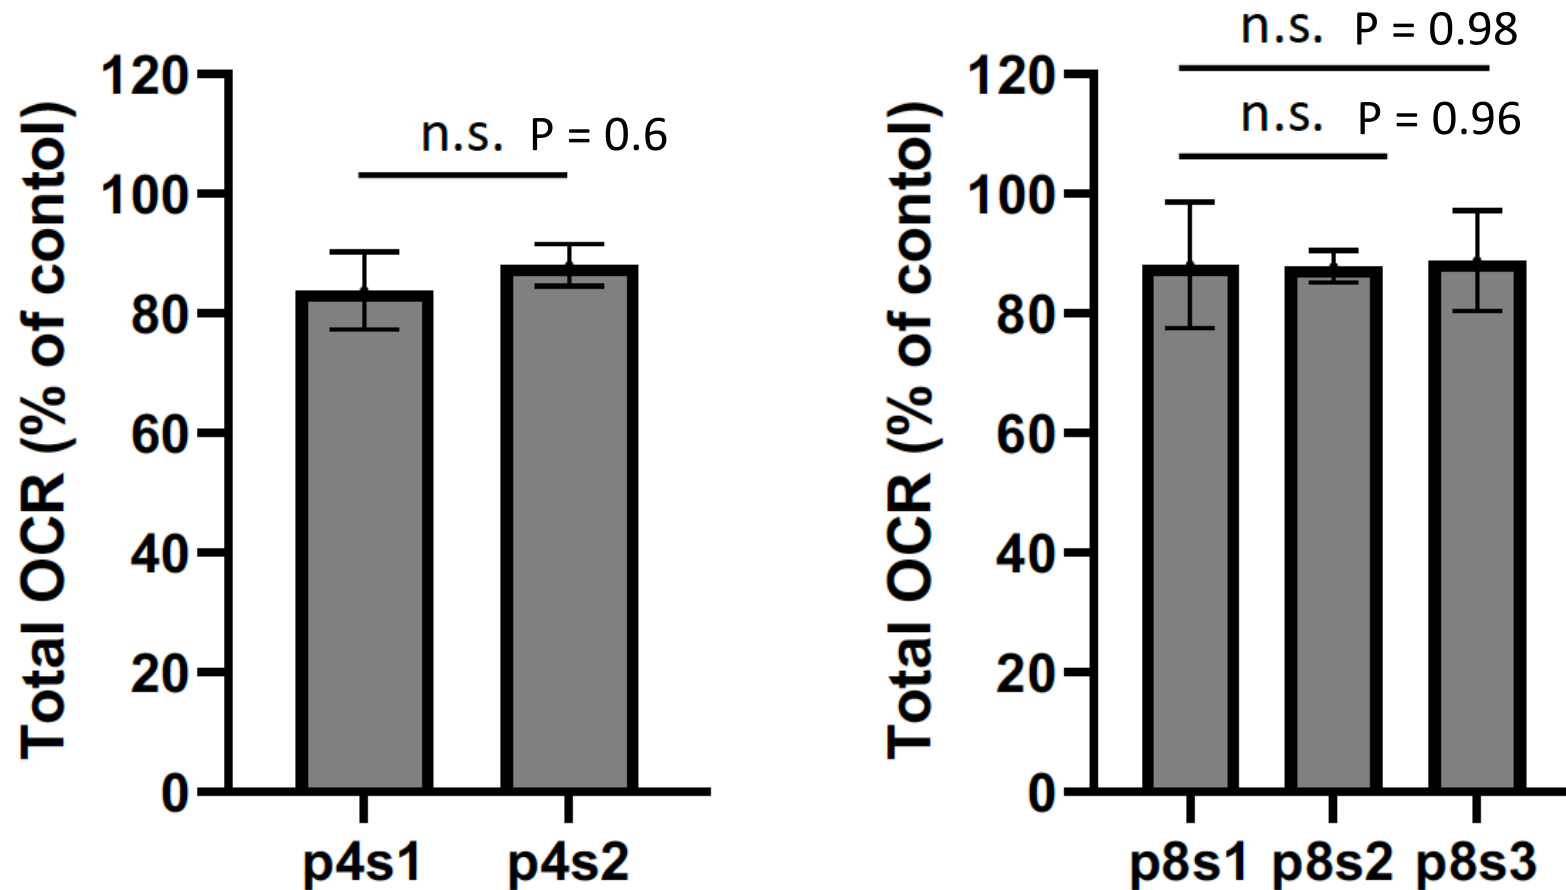 n.s. P = 0.6
Total OCR (% of contol)
120
100
80
60
40
20
0
p4s1 p4s2
n.s. P = 0.98
n.s. P = 0.96
Total OCR (% of contol)
120
100
80
60
40
20
0
p8s1 p8s2 p8s3